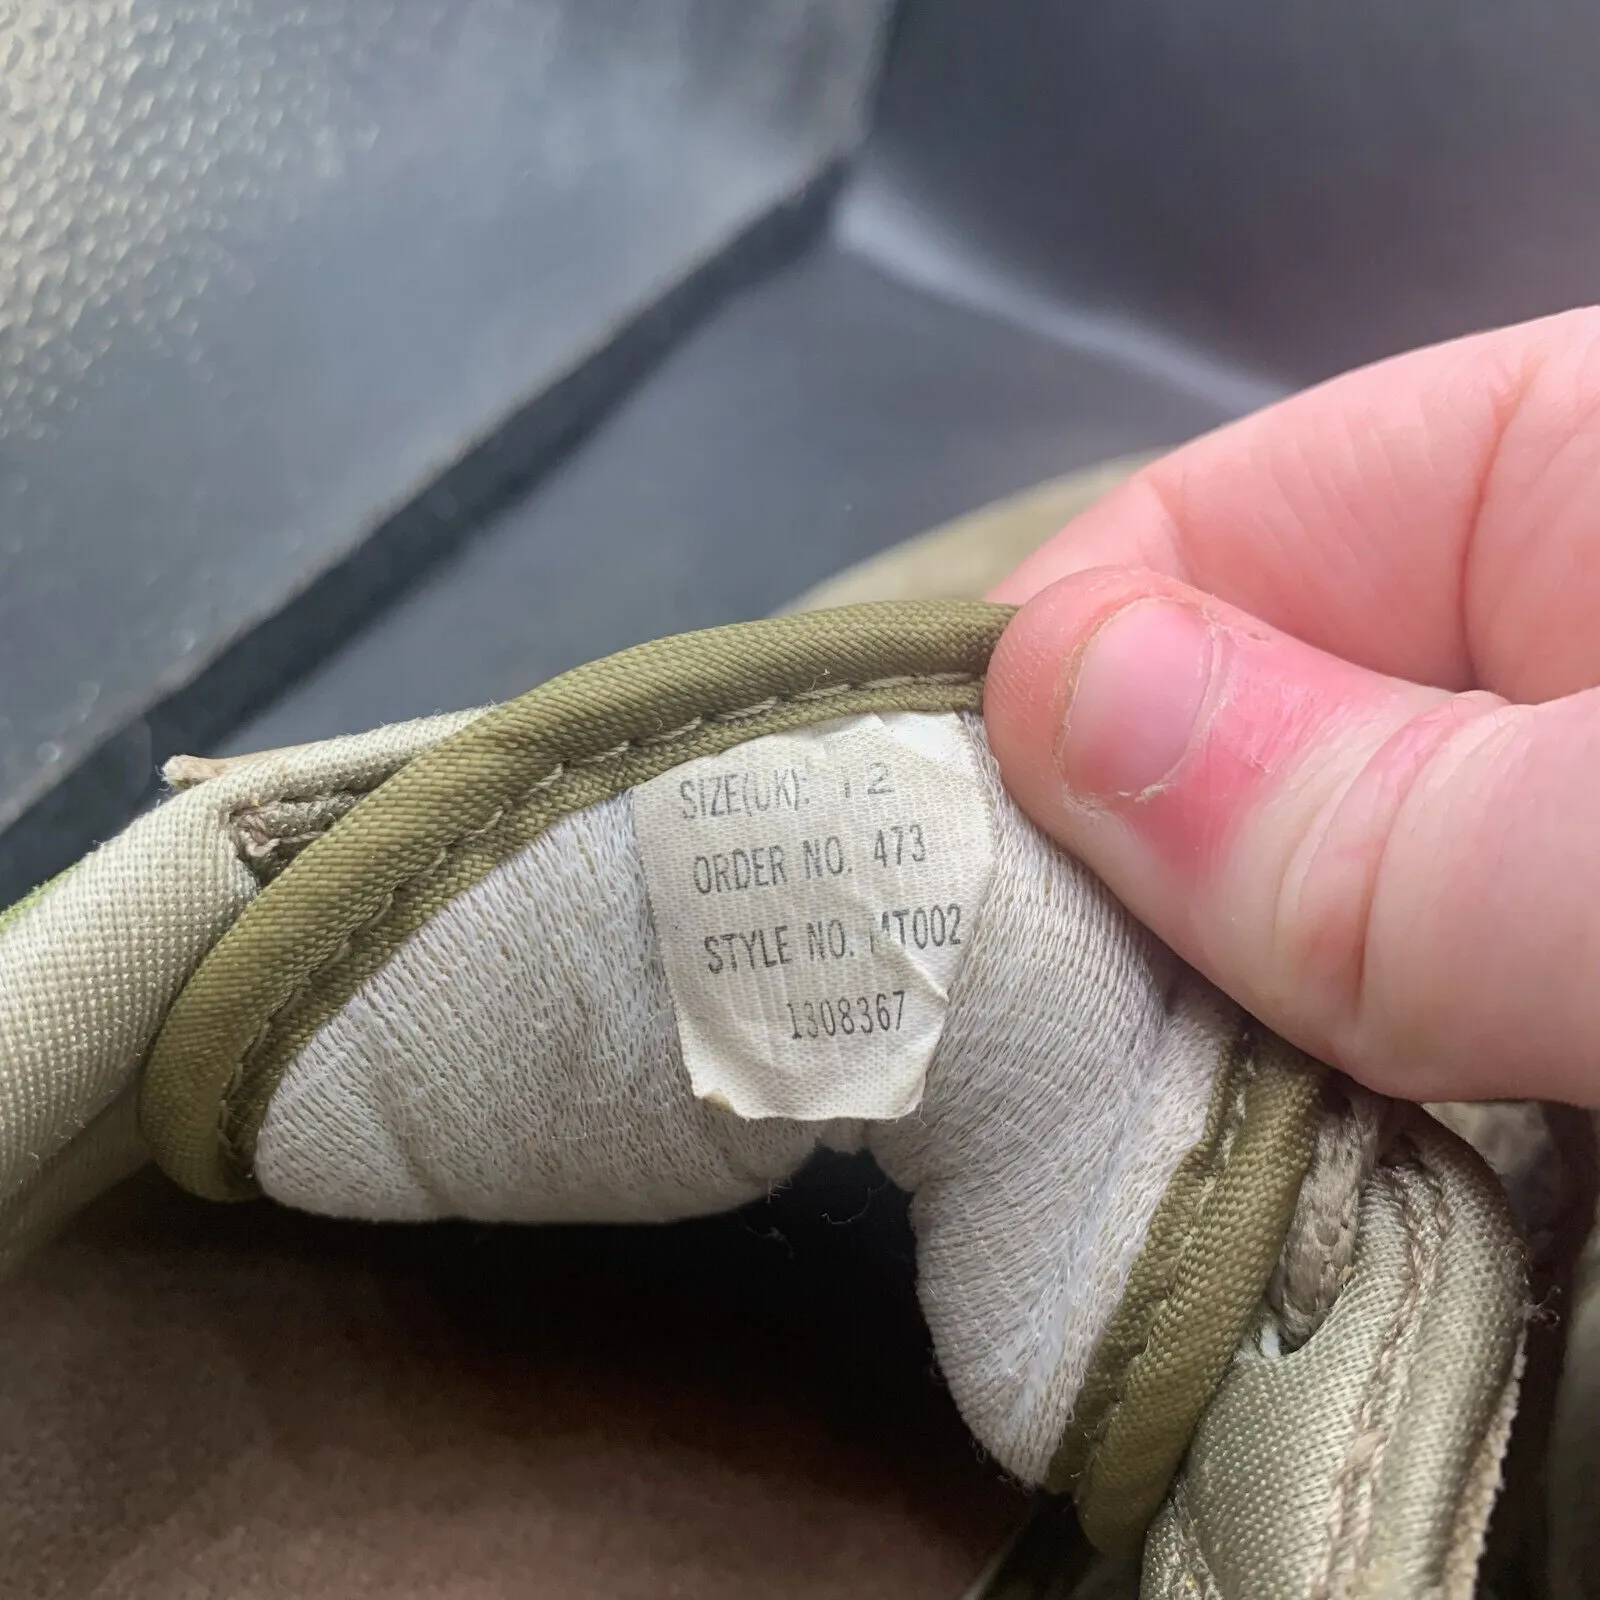 SIZE(UK): 12
ORDER NO. 473
STYLE NO. MT002
1308367